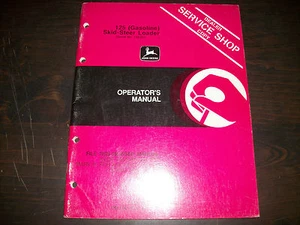 125 (Gasoline)
Skid-Steer Loader
JOHN DEERE
DEALER
SERVICE SHOP
COPY
OPERATOR'S
MANUAL